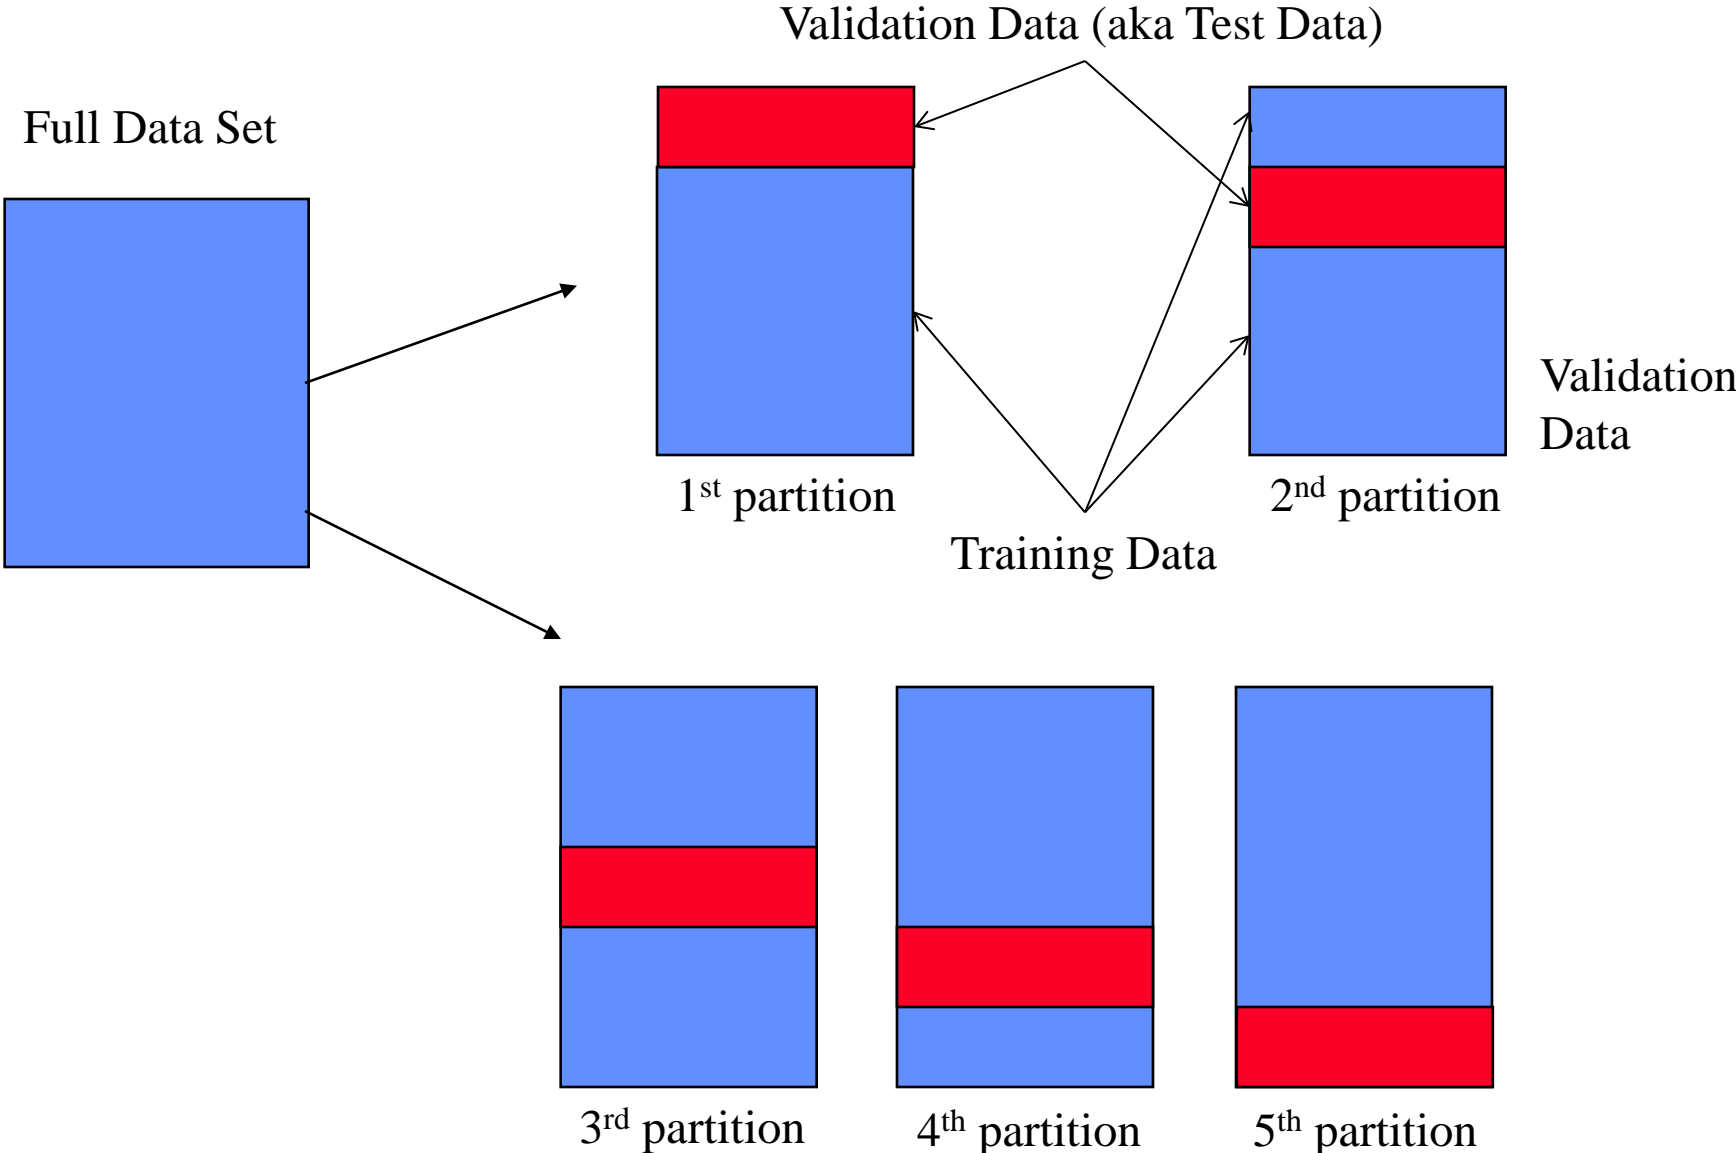 Validation Data (aka Test Data)
Full Data Set
Validation
Data
1st partition
2nd partition
Training Data
3rd partition
4th partition
5th partition